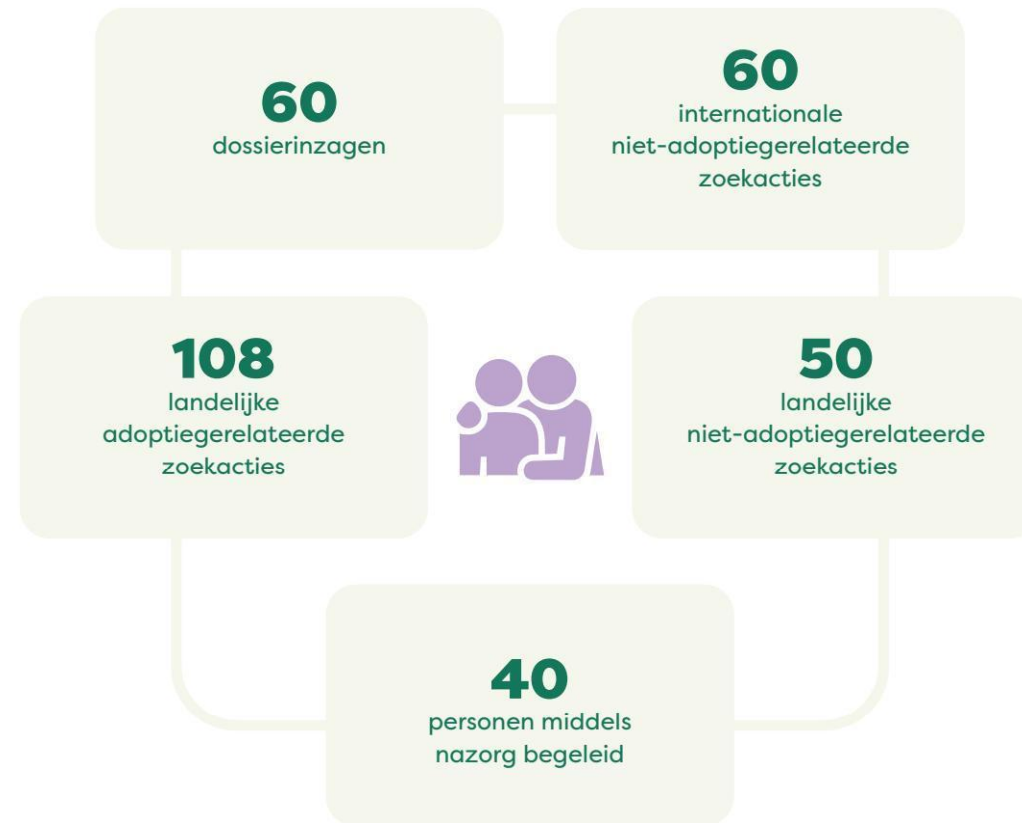 60
dossierinzagen
60
internationale
niet-adoptiegerelateerde
zoekacties
108
landelijke
adoptiegerelateerde
zoekacties
50
landelijke
niet-adoptiegerelateerde
zoekacties
40
personen middels
nazorg begeleid